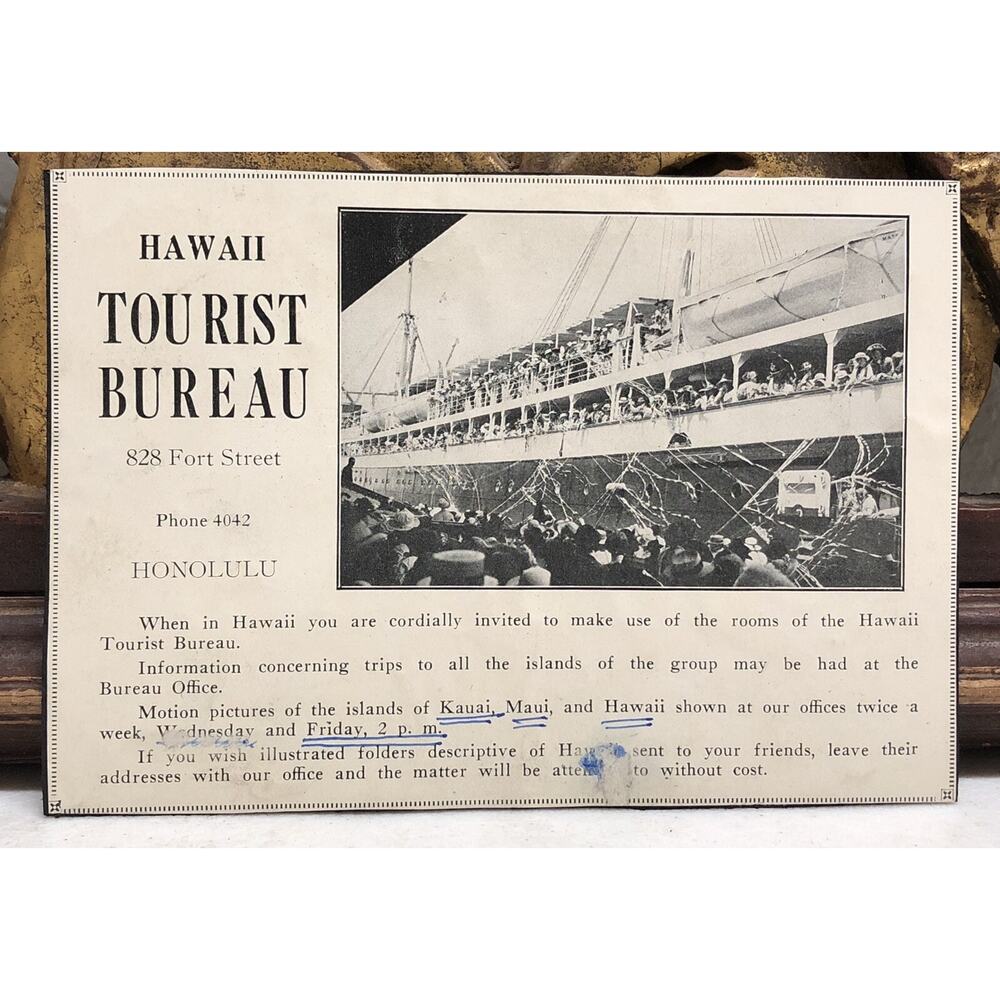 HAWAII
TOURIST
BUREAU
828 Fort Street
Phone 4042
HONOLULU
When in Hawaii you are cordially invited to make use of the rooms of the Hawaii
Tourist Bureau.
Information concerning trips to all the islands of the group may be had at the
Bureau Office.
Motion pictures of the islands of Kauai, Maui, and Hawaii shown at our offices twice a
week, Wednesday and Friday, 2 p. m.
If you wish illustrated folders descriptive of sent to your friends, leave their
addresses with our office and the matter will be to without cost.